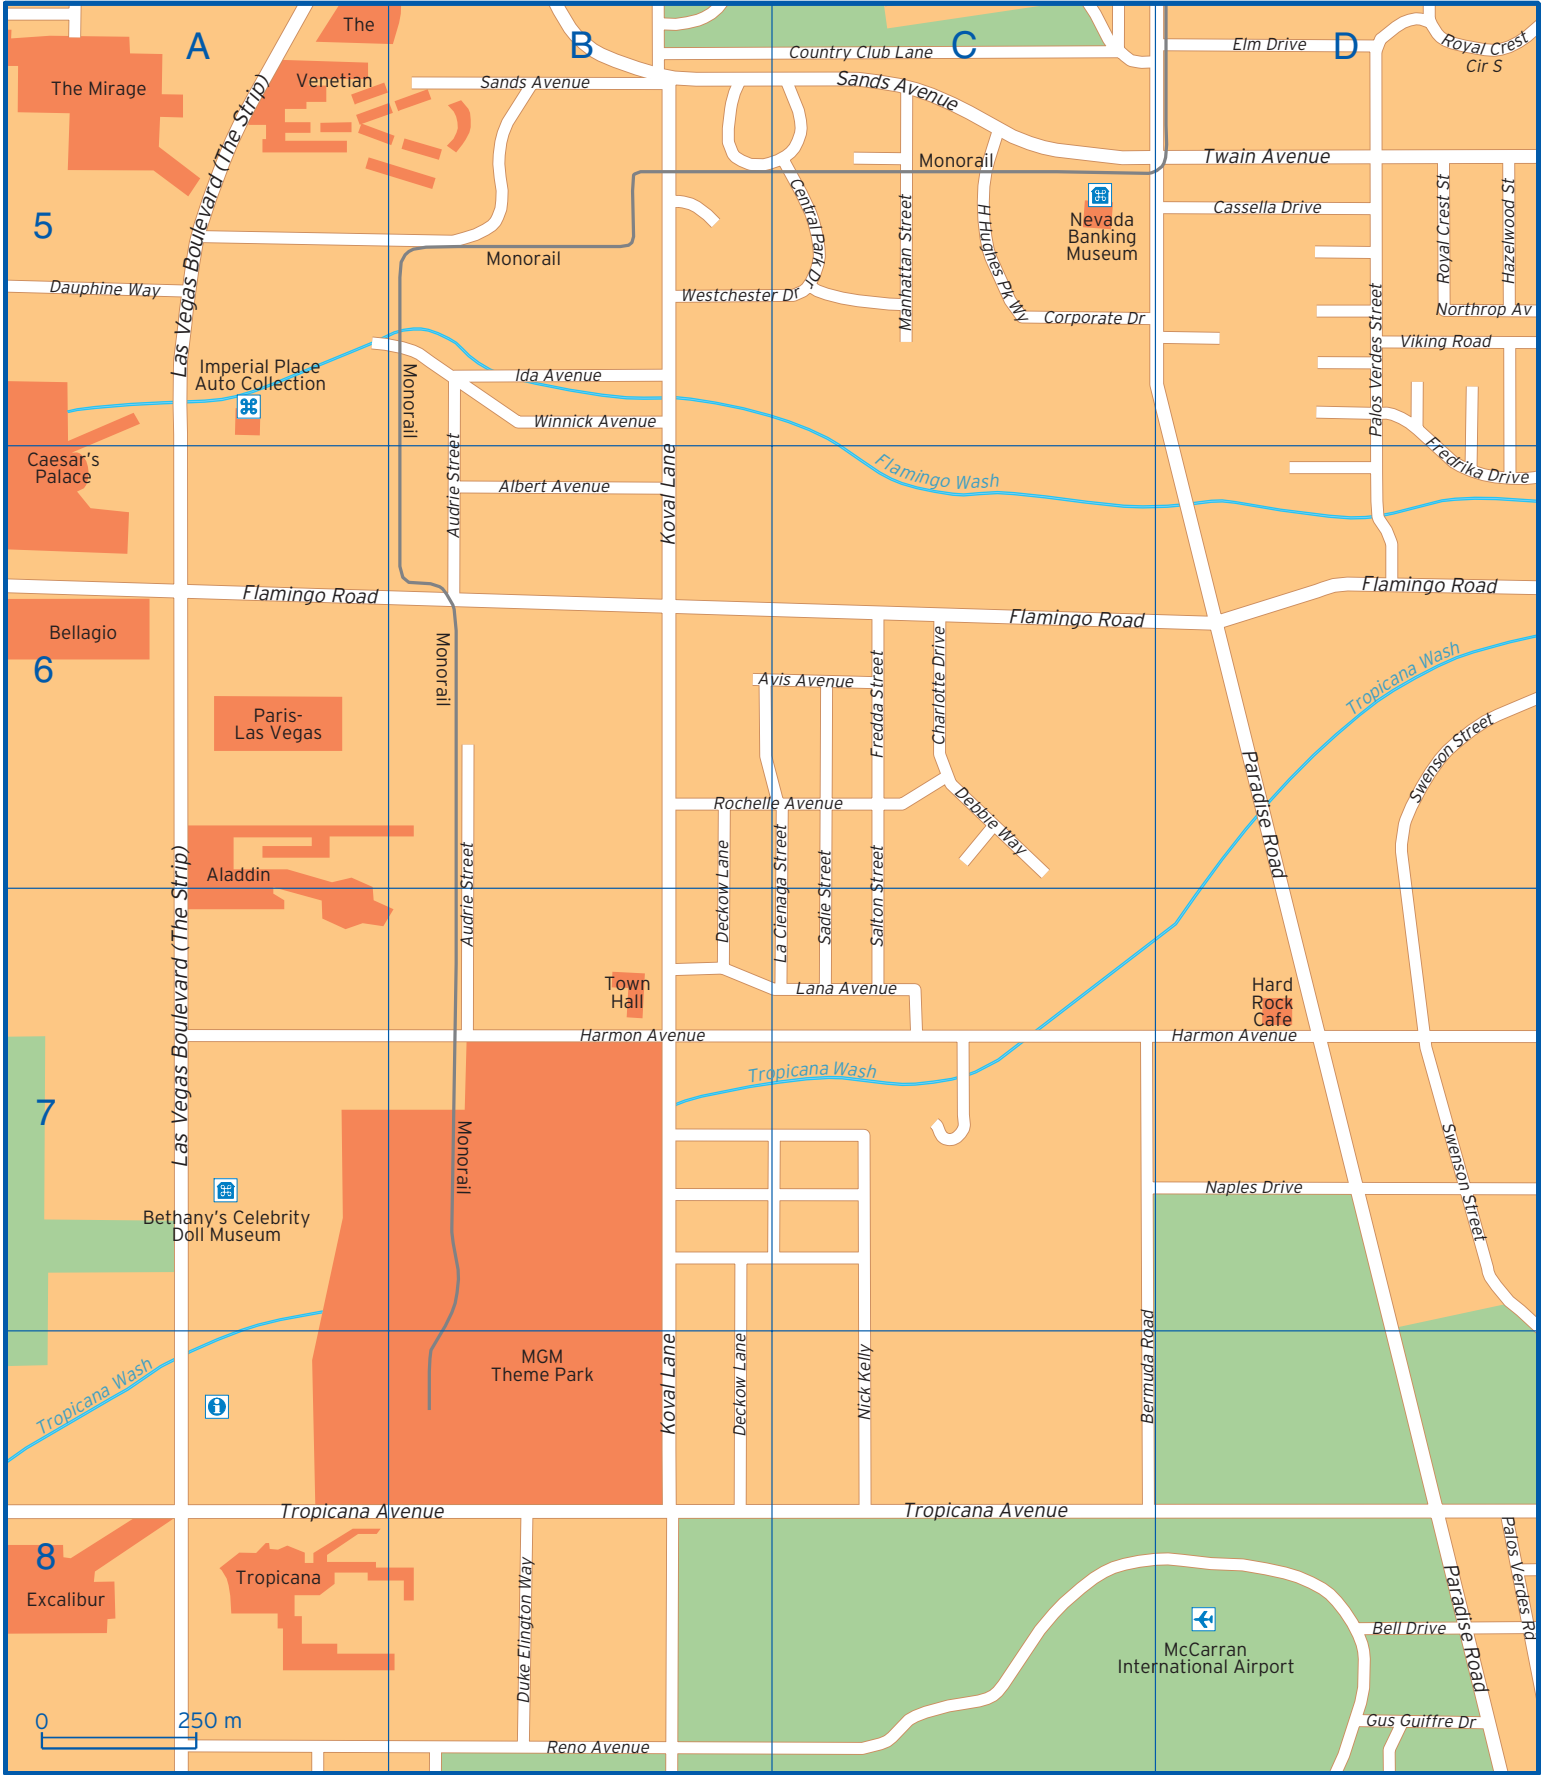 A
B
C
D
The
Venetian
The Mirage
Sands Avenue
Country Club Lane
Sands Avenue
Elm Drive
Royal Crest
Cir S
Las Vegas Boulevard (The Strip)
Monorail
Twain Avenue
5
Central Park Dr
Manhattan Street
H Hughes Pk Wy
Nevada
Banking
Museum
Cassella Drive
Royal Crest St
Hazelwood St
Monorail
Dauphine Way
Westchester Dr
Corporate Dr
Palos Verdes Street
Northrop Av
Viking Road
Imperial Place
Auto Collection
Monorail
Ida Avenue
Winnick Avenue
Caesar's
Palace
Audrie Street
Albert Avenue
Koval Lane
Flamingo Wash
Fredrika Drive
Flamingo Road
Flamingo Road
Flamingo Road
Bellagio
6
Monorail
Avis Avenue
Fredda Street
Charlotte Drive
Tropicana Wash
Paris-
Las Vegas
Swenson Street
Paradise Road
Rochelle Avenue
Debbie Way
Aladdin
Audrie Street
Deckow Lane
La Cienaga Street
Sadie Street
Salton Street
Las Vegas Boulevard (The Strip)
Town
Hall
Lana Avenue
Hard
Rock
Cafe
Harmon Avenue
Harmon Avenue
Tropicana Wash
7
Monorail
Swenson Street
Bethany's Celebrity
Doll Museum
Naples Drive
Tropicana Wash
MGM
Theme Park
Koval Lane
Deckow Lane
Nick Kelly
Bermuda Road
Tropicana Avenue
Tropicana Avenue
8
Excalibur
Tropicana
Duke Elington Way
McCarran
International Airport
Bell Drive
Paradise Road
Palos Verdes Rd
Gus Guiffre Dr
0
250 m
Reno Avenue